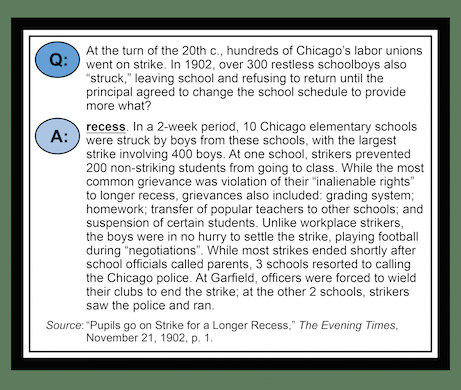 Q:
At the turn of the 20th c., hundreds of Chicago's labor unions
went on strike. In 1902, over 300 restless schoolboys also
“struck,” leaving school and refusing to return until the
principal agreed to change the school schedule to provide
more what?
A:
recess. In a 2-week period, 10 Chicago elementary schools
were struck by boys from these schools, with the largest
strike involving 400 boys. At one school, strikers prevented
200 non-striking students from going to class. While the most
common grievance was violation of their “inalienable rights”
to longer recess, grievances also included: grading system;
homework; transfer of popular teachers to other schools; and
suspension of certain students. Unlike workplace strikers,
the boys were in no hurry to settle the strike, playing football
during “negotiations”. While most strikes ended shortly after
school officials called parents, 3 schools resorted to calling
the Chicago police. At Garfield, officers were forced to wield
their clubs to end the strike; at the other 2 schools, strikers
saw the police and ran.
Source: “Pupils go on Strike for a Longer Recess,” The Evening Times,
November 21, 1902, p. 1.